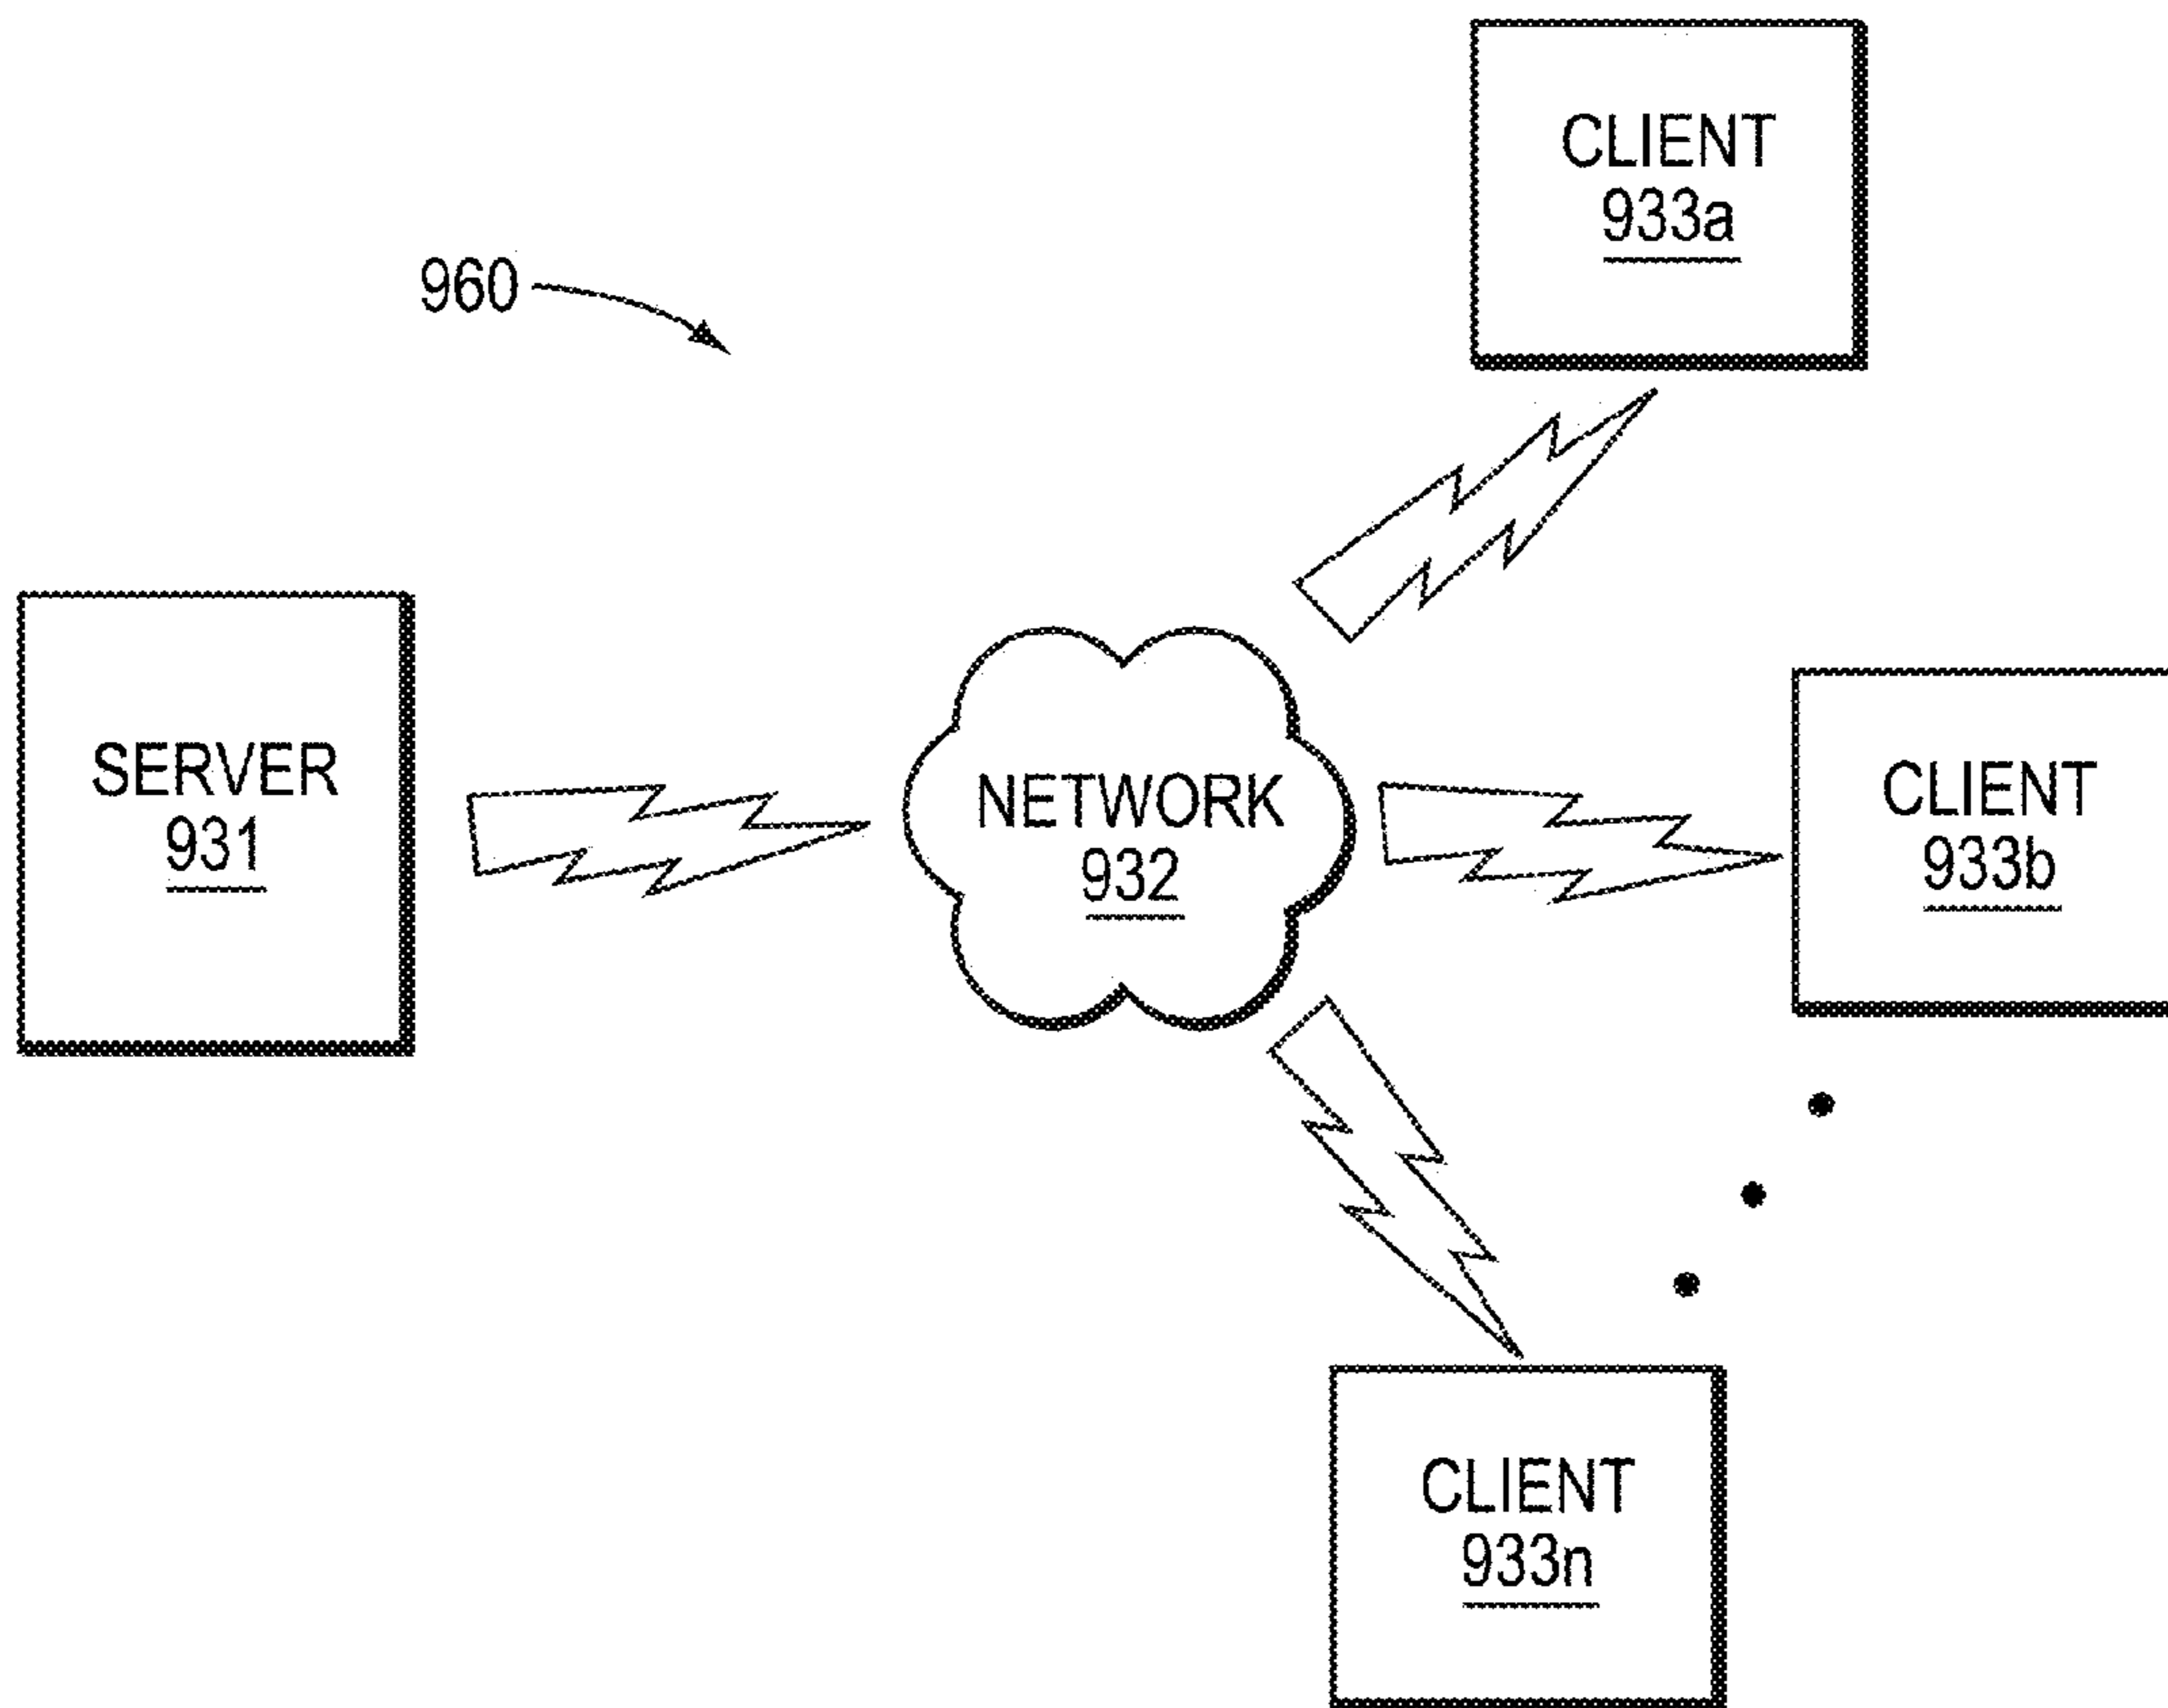 CLIENT
933a
960
SERVER
931
NETWORK
932
CLIENT
933b
CLIENT
933n